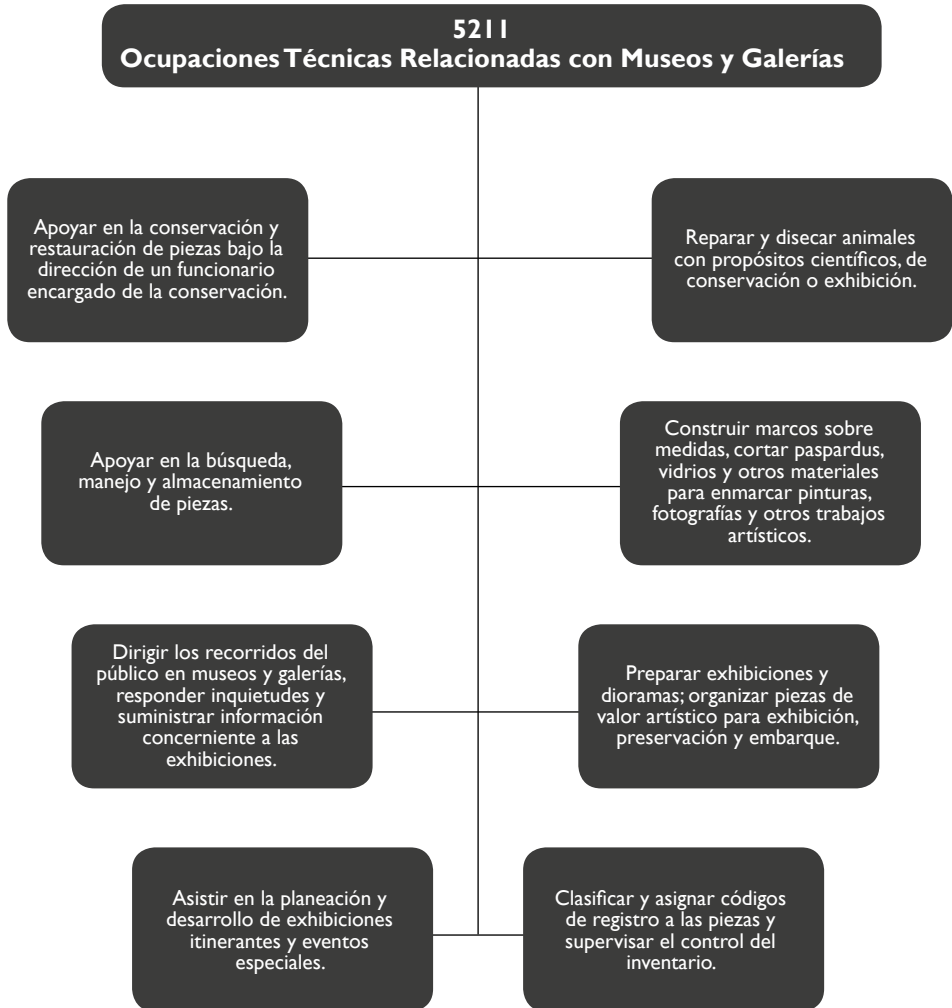 5211
Ocupaciones Técnicas Relacionadas con Museos y Galerías
Apoyar en la conservación y
restauración de piezas bajo la
dirección de un funcionario
encargado de la conservación.
Reparar y disecar animales
con propósitos científicos, de
conservación o exhibición.
Apoyar en la búsqueda,
manejo y almacenamiento
de piezas.
Construir marcos sobre
medidas, cortar paspardus,
vidrios y otros materiales
para enmarcar pinturas,
fotografías y otros trabajos
artísticos.
Dirigir los recorridos del
público en museos y galerías,
responder inquietudes y
suministrar información
concerniente a las
exhibiciones.
Preparar exhibiciones y
dioramas; organizar piezas de
valor artístico para exhibición,
preservación y embarque.
Asistir en la planeación y
desarrollo de exhibiciones
itinerantes y eventos
especiales.
Clasificar y asignar códigos
de registro a las piezas y
supervisar el control del
inventario.